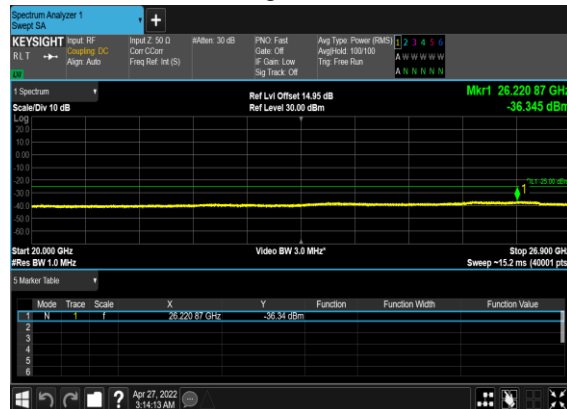 Spectrum Analyzer 1
Swept SA
+
KEYSIGHT Input: RF Input Z: 50 Ω #Atten: 30 dB PNO: Fast Avg Type: Power (RMS) 1 2 3 4 5 6
RLT Coupling: DC Corr CCorr Gate: Off Avg|Hold: 100/100 A W W W W W
Align: Auto Freq Ref: Int (S) IF Gain: Low Trig: Free Run
LW Sig Track: Off A N N N N N
1 Spectrum
Ref Lvl Offset 14.95 dB Mkr1 26.220 87 GHz
Scale/Div 10 dB Ref Level 30.00 dBm -36.345 dBm
Log
20.0
10.0
0.00
-10.0
-20.0
DL1 -25.00 dBm
1
-30.0
-40.0
-50.0
-60.0
Start 20.000 GHz Video BW 3.0 MHz* Stop 26.900 GHz
#Res BW 1.0 MHz Sweep ~15.2 ms (40001 pts)
5 Marker Table
Mode Trace Scale X Y Function Function Width Function Value
1 N 1 f 26.220 87 GHz -36.34 dBm
2
3
4
5
6
? Apr 27, 2022
3:14:13 AM